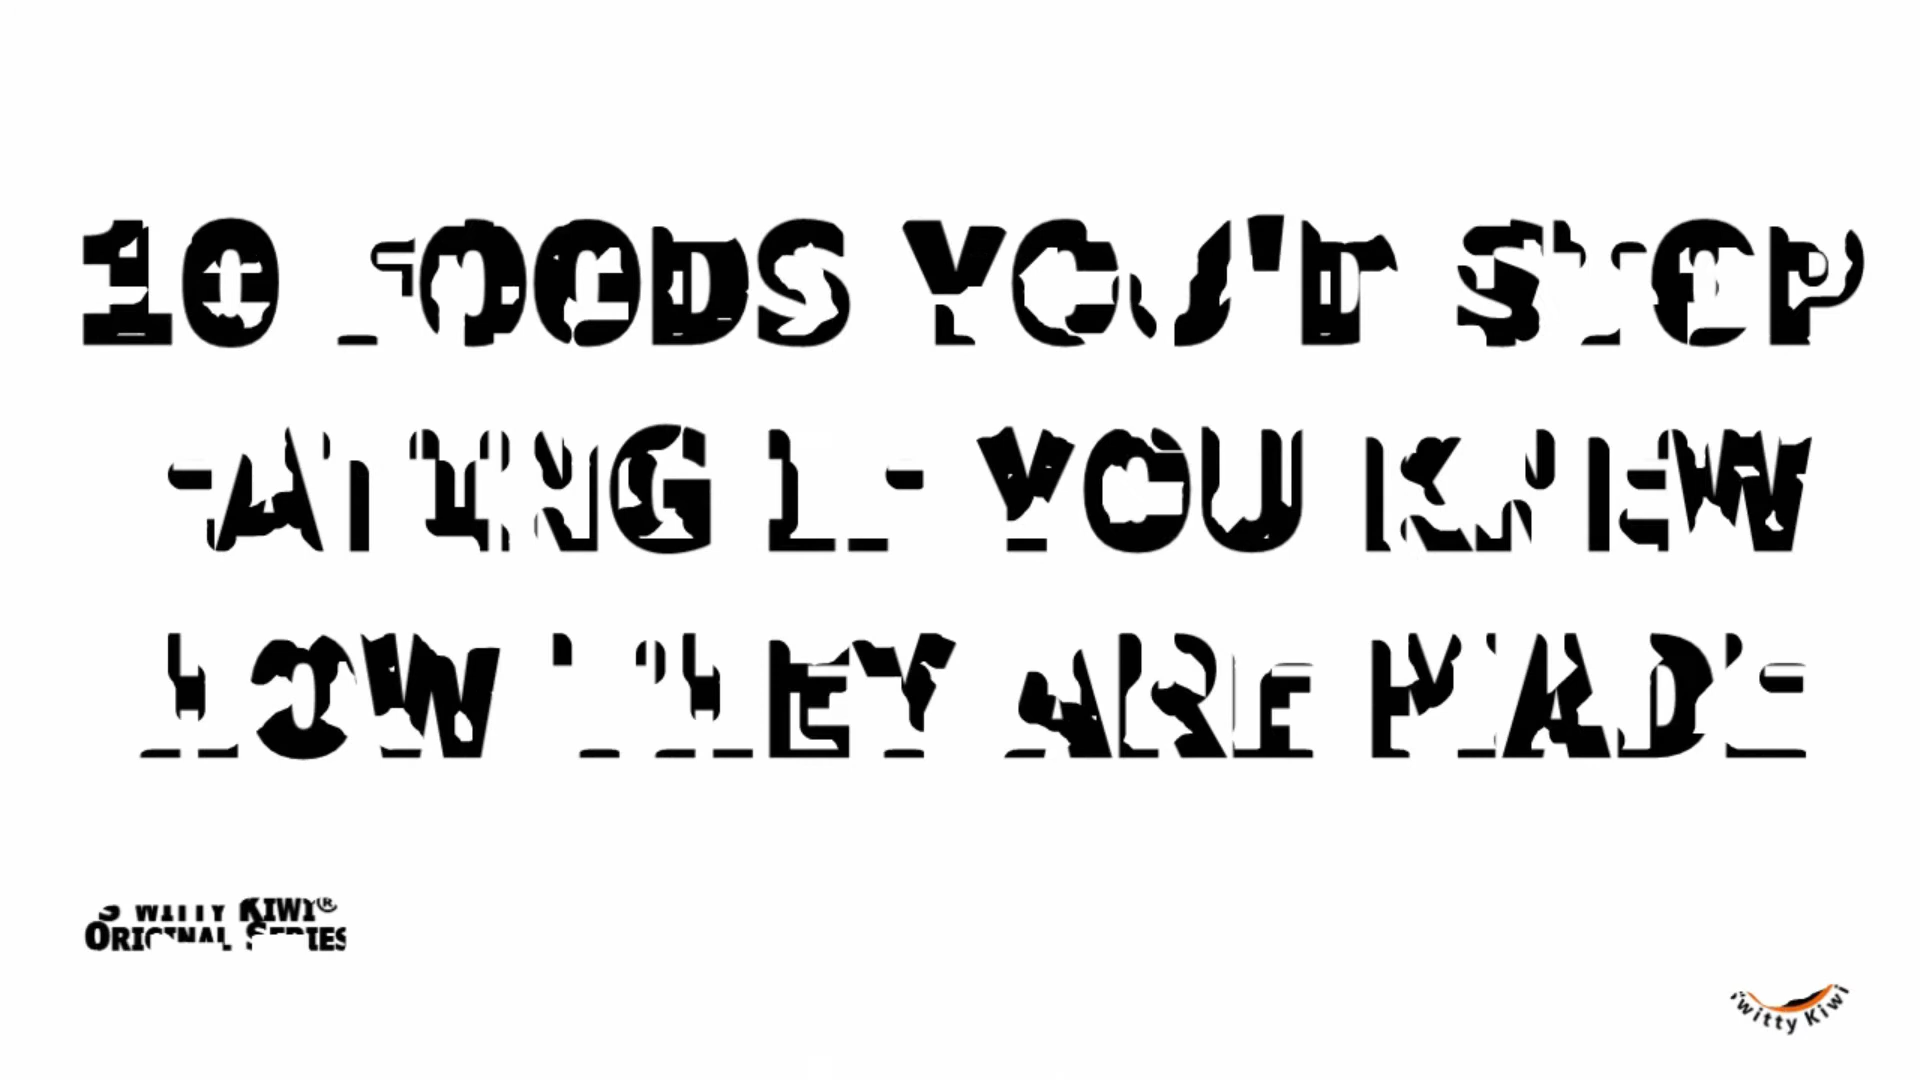 10 FOODS YOU'D STOP
EATING IF YOU KNEW
HOW THEY ARE MADE
WITTY KIWI®
ORIGINAL SERIES
Witty Kiwi